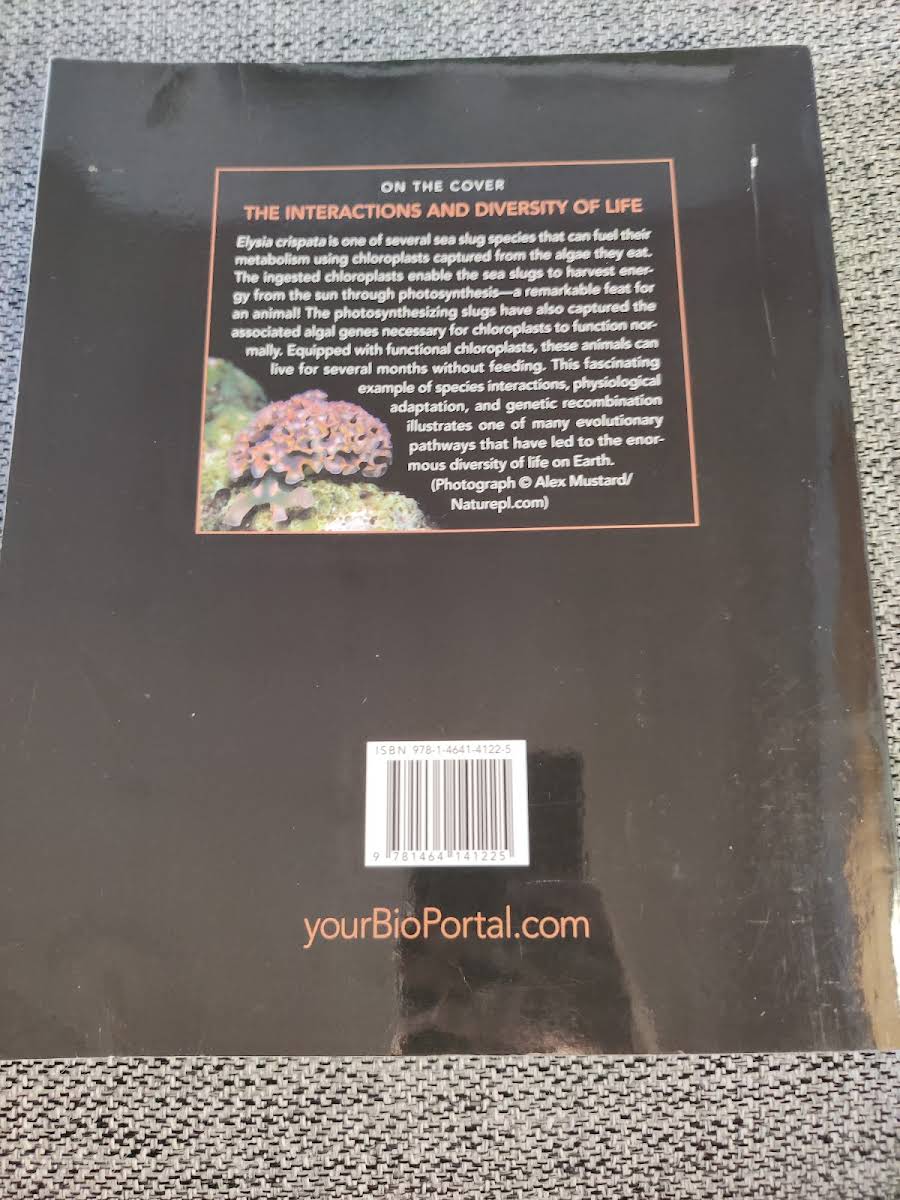 ON THE COVER
THE INTERACTIONS AND DIVERSITY OF LIFE
Elysia crispata is one of several sea slug species that can fuel their
metabolism using chloroplasts captured from the algae they eat.
The ingested chloroplasts enable the sea slugs to harvest ener-
gy from the sun through photosynthesis—a remarkable feat for
an animal! The photosynthesizing slugs have also captured the
associated algal genes necessary for chloroplasts to function nor-
mally. Equipped with functional chloroplasts, these animals can
live for several months without feeding. This fascinating
example of species interactions, physiological
adaptation, and genetic recombination
illustrates one of many evolutionary
pathways that have led to the enor-
mous diversity of life on Earth.
(Photograph © Alex Mustard/
Naturepl.com)
ISBN 978-1-4641-4122-5
9 781464 141225
yourBioPortal.com